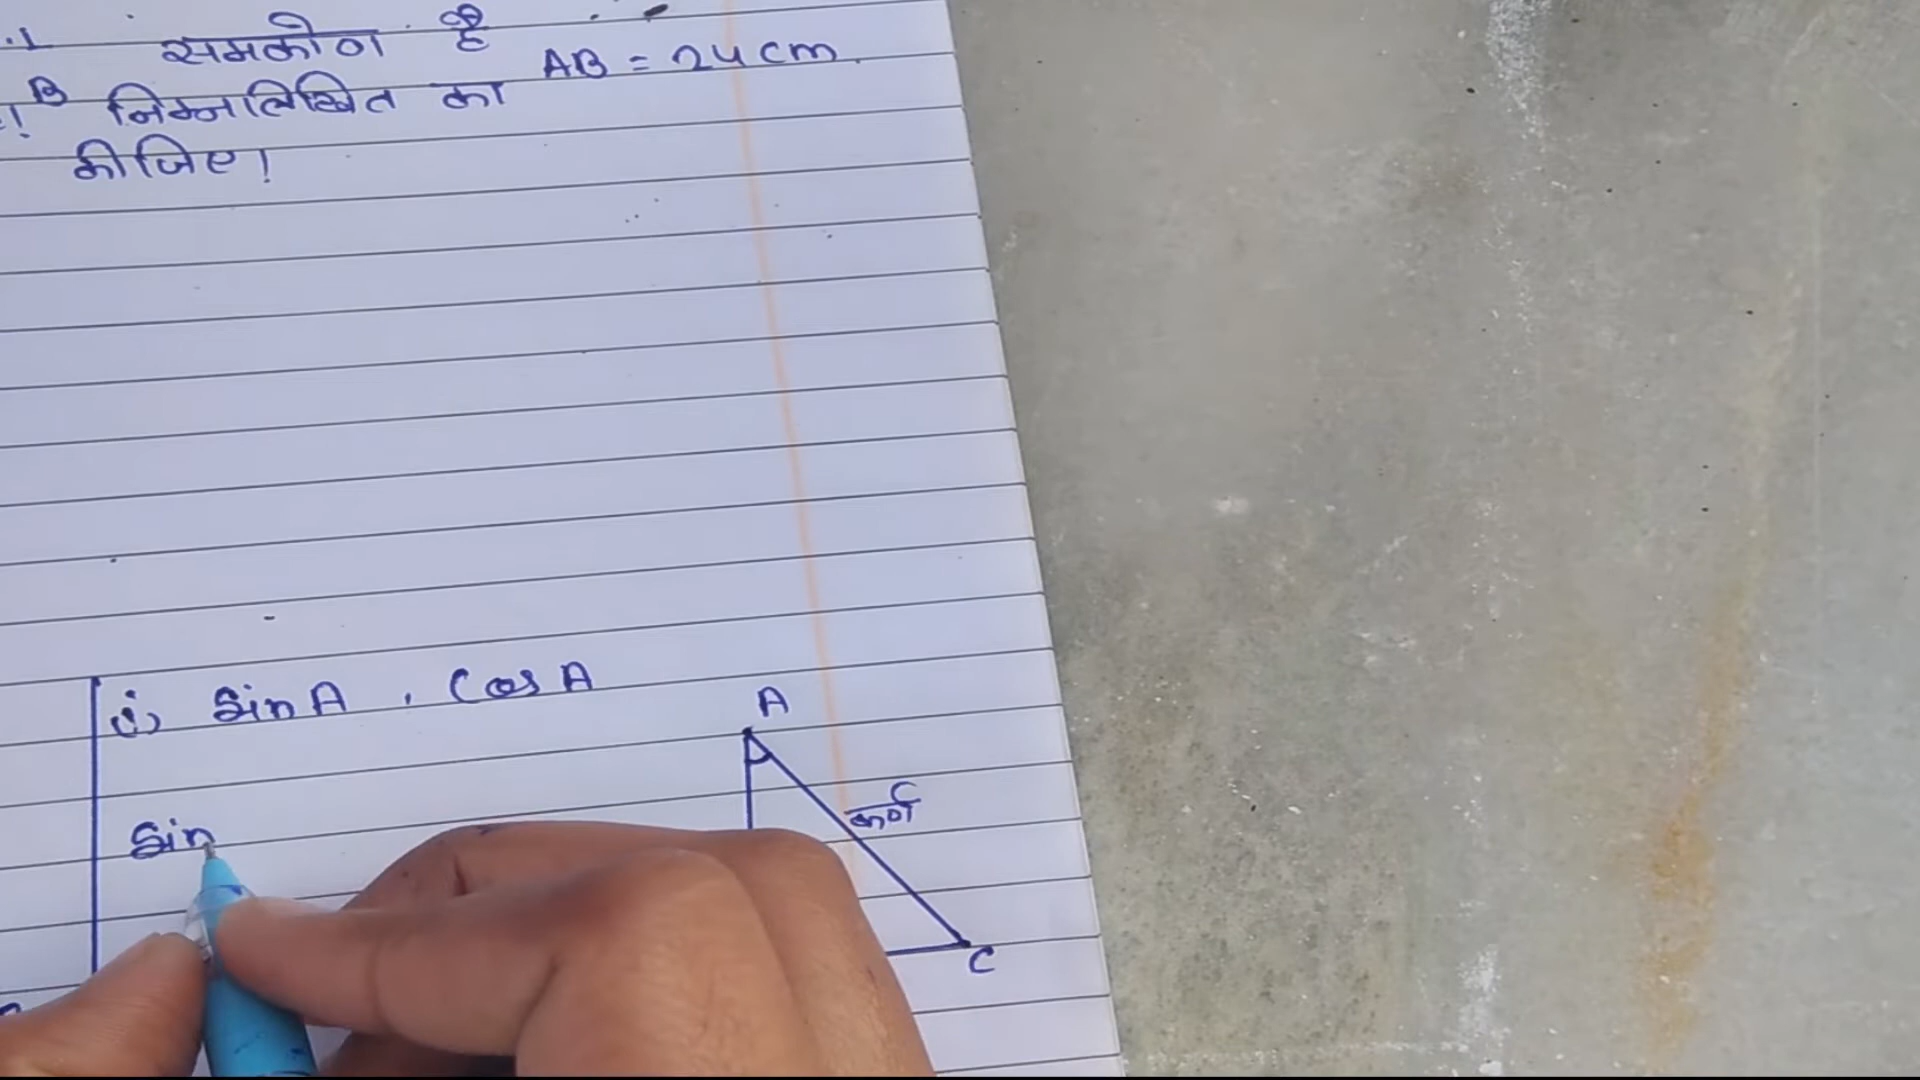 समकोण है AB = 24 cm.
B निम्नलिखित का
कीजिए।
(i) sin A , Cos A
A
कर्ण
sin
C